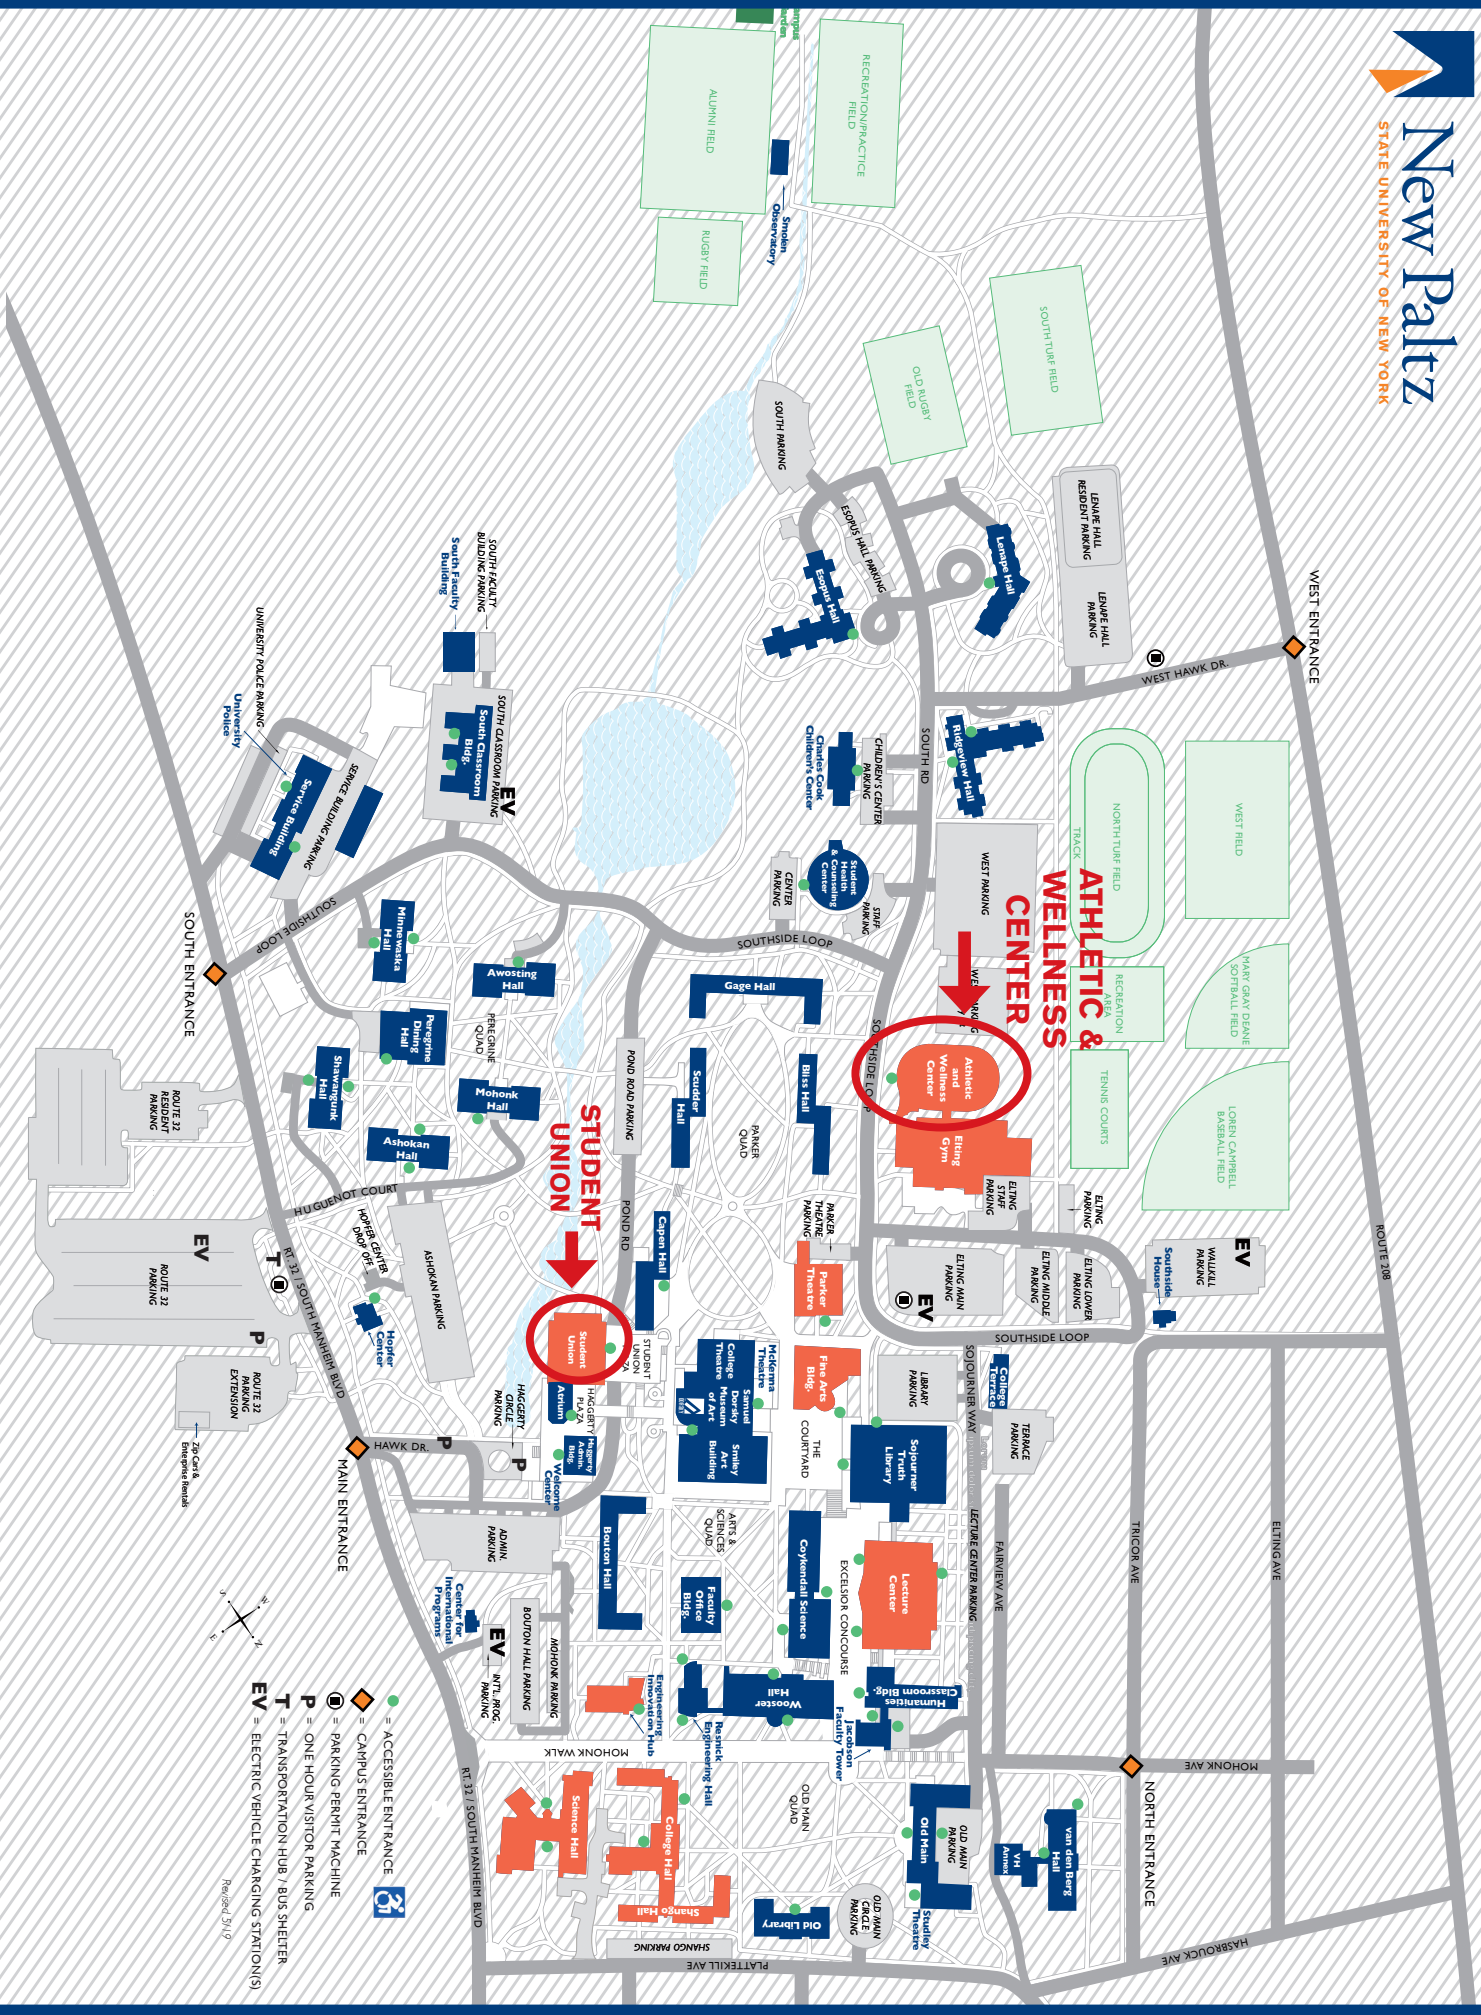 New Paltz
STATE UNIVERSITY OF NEW YORK
RECREATION/PRACTICE
FIELD
ALUMNI FIELD
Smolen
Observatory
RUGBY FIELD
SOUTH TURF FIELD
OLD RUGBY
FIELD
SOUTH PARKING
LENAPE HALL
RESIDENT PARKING
LENAPE HALL
PARKING
Lenape Hall
ESOPUS HALL PARKING
Esopus Hall
WEST ENTRANCE
WEST HAWK DR.
SOUTH FACULTY
BUILDING PARKING
South Faculty
Building
UNIVERSITY POLICE PARKING
University
Police
SERVICE BUILDING PARKING
Service Building
SOUTH CLASSROOM PARKING
South Classroom
Bldg.
EV
Charles Cook
Children's Center
CHILDREN'S CENTER
PARKING
SOUTH RD
Ridgeview Hall
NORTH TURF FIELD
TRACK
WEST FIELD
WEST PARKING
Student
Health
& Counseling
Center
CENTER
PARKING
STAFF
PARKING
ATHLETIC &
WELLNESS
CENTER
MARY GRAY DEANE
SOFTBALL FIELD
RECREATION
AREA
TENNIS COURTS
LOREN CAMPBELL
BASEBALL FIELD
SOUTHSIDE LOOP
SOUTHSIDE LOOP
SOUTHSIDE LOOP
SOUTH ENTRANCE
Minnewaska
Hall
Awosting
Hall
PEREGRINE
QUAD
Peregrine
Dining
Hall
Shawangunk
Hall
Mohonk
Hall
Ashokan
Hall
Gage Hall
Scudder
Hall
Bliss Hall
PARKER
QUAD
POND ROAD PARKING
POND RD
Athletic
and
Wellness
Center
Elting
Gym
ELTING
STAFF
PARKING
ELTING
PARKING
PARKER
THEATRE
PARKING
STUDENT
UNION
ROUTE 32
RESIDENT
PARKING
HUGUENOT COURT
HOPFER CENTER
DROP OFF
ASHOKAN PARKING
Hopfer
Center
EV
T
ROUTE 32
PARKING
P
RT. 32 / SOUTH MANHEIM BLVD
Capen Hall
Student
Union
STUDENT
UNION
HAGGERTY
PLAZA
Atrium
HAGGERTY
CIRCLE
PARKING
Haggerty
Admin.
Bldg.
Welcome
Center
Parker
Theatre
Fine Arts
Bldg.
McKenna
Theatre
College
Theatre
Samuel
Dorsky
Museum
of Art
Smiley
Art
Building
THE
COURTYARD
ELTING MAIN
PARKING
ELTING MIDDLE
PARKING
ELTING LOWER
PARKING
EV
Southside
House
WALLKILL
PARKING
EV
ROUTE 208
SOUTHSIDE LOOP
LIBRARY
PARKING
SOJOURNER WAY
College
Terrace
TERRACE
PARKING
Sojourner
Truth
Library
ROUTE 32
PARKING
EXTENSION
Zip Cars &
Enterprise Rentals
HAWK DR.
P
P
MAIN ENTRANCE
ADMIN.
PARKING
Bouton Hall
ARTS &
SCIENCES
QUAD
Faculty
Office
Bldg.
Coykendall Science
EXCELSIOR CONCOURSE
Lecture
Center
LECTURE CENTER PARKING
FAIRVIEW AVE
TRICOR AVE
ELTING AVE
Center for
International
Programs
EV
INT'L. PROG.
PARKING
BOUTON HALL PARKING
MOHONK PARKING
Engineering
Innovation Hub
Resnick
Engineering Hall
Wooster
Hall
Humanities
Classroom Bldg.
Jacobson
Faculty Tower
MOHONK WALK
MOHONK AVE
NORTH ENTRANCE
OLD MAIN
QUAD
Old Main
OLD MAIN
PARKING
VH
Annex
van den Berg
Hall
Science Hall
College Hall
Shango Hall
Old Library
OLD MAIN
CIRCLE
PARKING
Studley
Theatre
SHANGO PARKING
PLATTEKILL AVE
HASBROUCK AVE
RT. 32 / SOUTH MANHEIM BLVD
S
W
E
N
= ACCESSIBLE ENTRANCE
= CAMPUS ENTRANCE
= PARKING PERMIT MACHINE
P = ONE HOUR VISITOR PARKING
T = TRANSPORTATION HUB / BUS SHELTER
EV = ELECTRIC VEHICLE CHARGING STATION(S)
Revised 5/19